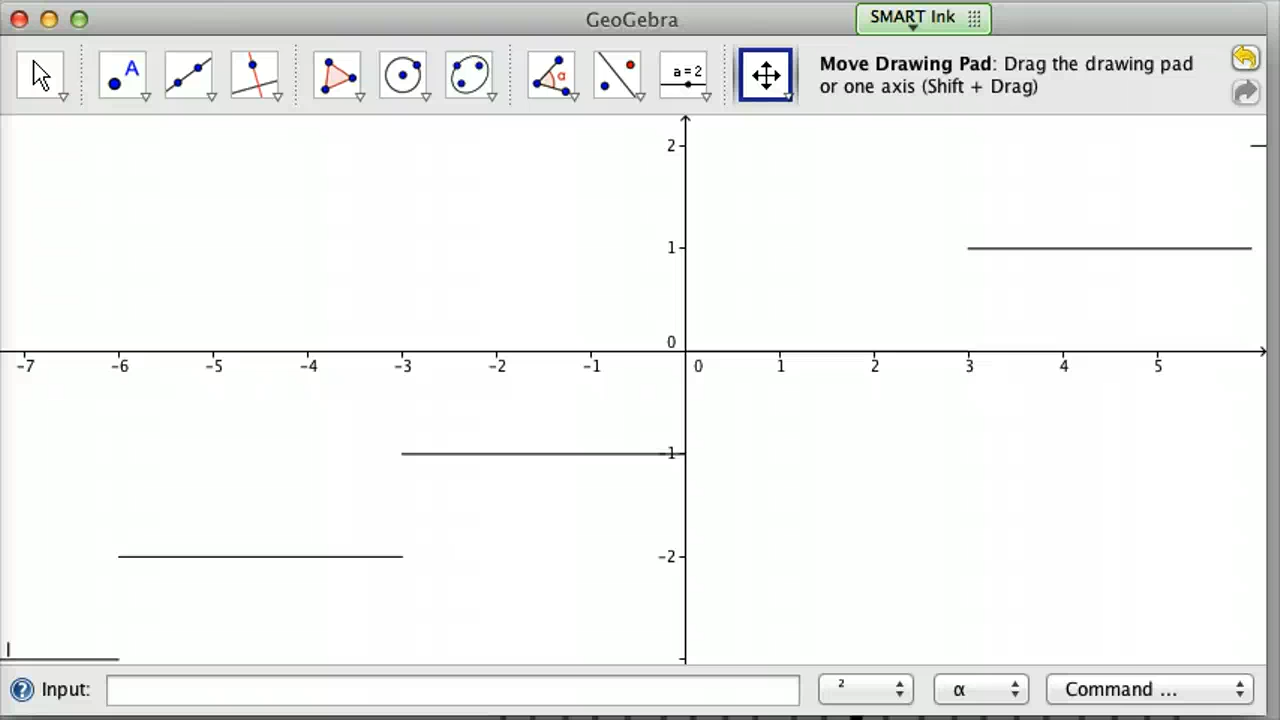 GeoGebra
SMART Ink
A
α
a = 2
Move Drawing Pad: Drag the drawing pad
or one axis (Shift + Drag)
2
1
0
-7 -6 -5 -4 -3 -2 -1 0 1 2 3 4 5
-1
-2
Input:
²
α
Command ...